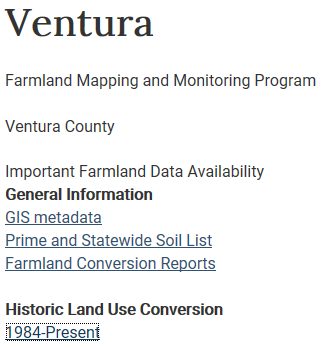 Ventura
Farmland Mapping and Monitoring Program
Ventura County
Important Farmland Data Availability
General Information
GIS metadata
Prime and Statewide Soil List
Farmland Conversion Reports
Historic Land Use Conversion
1984-Present